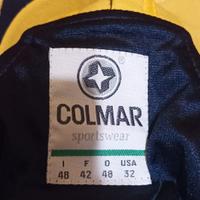 COLMAR
sportswear
I F D USA
48 42 48 32